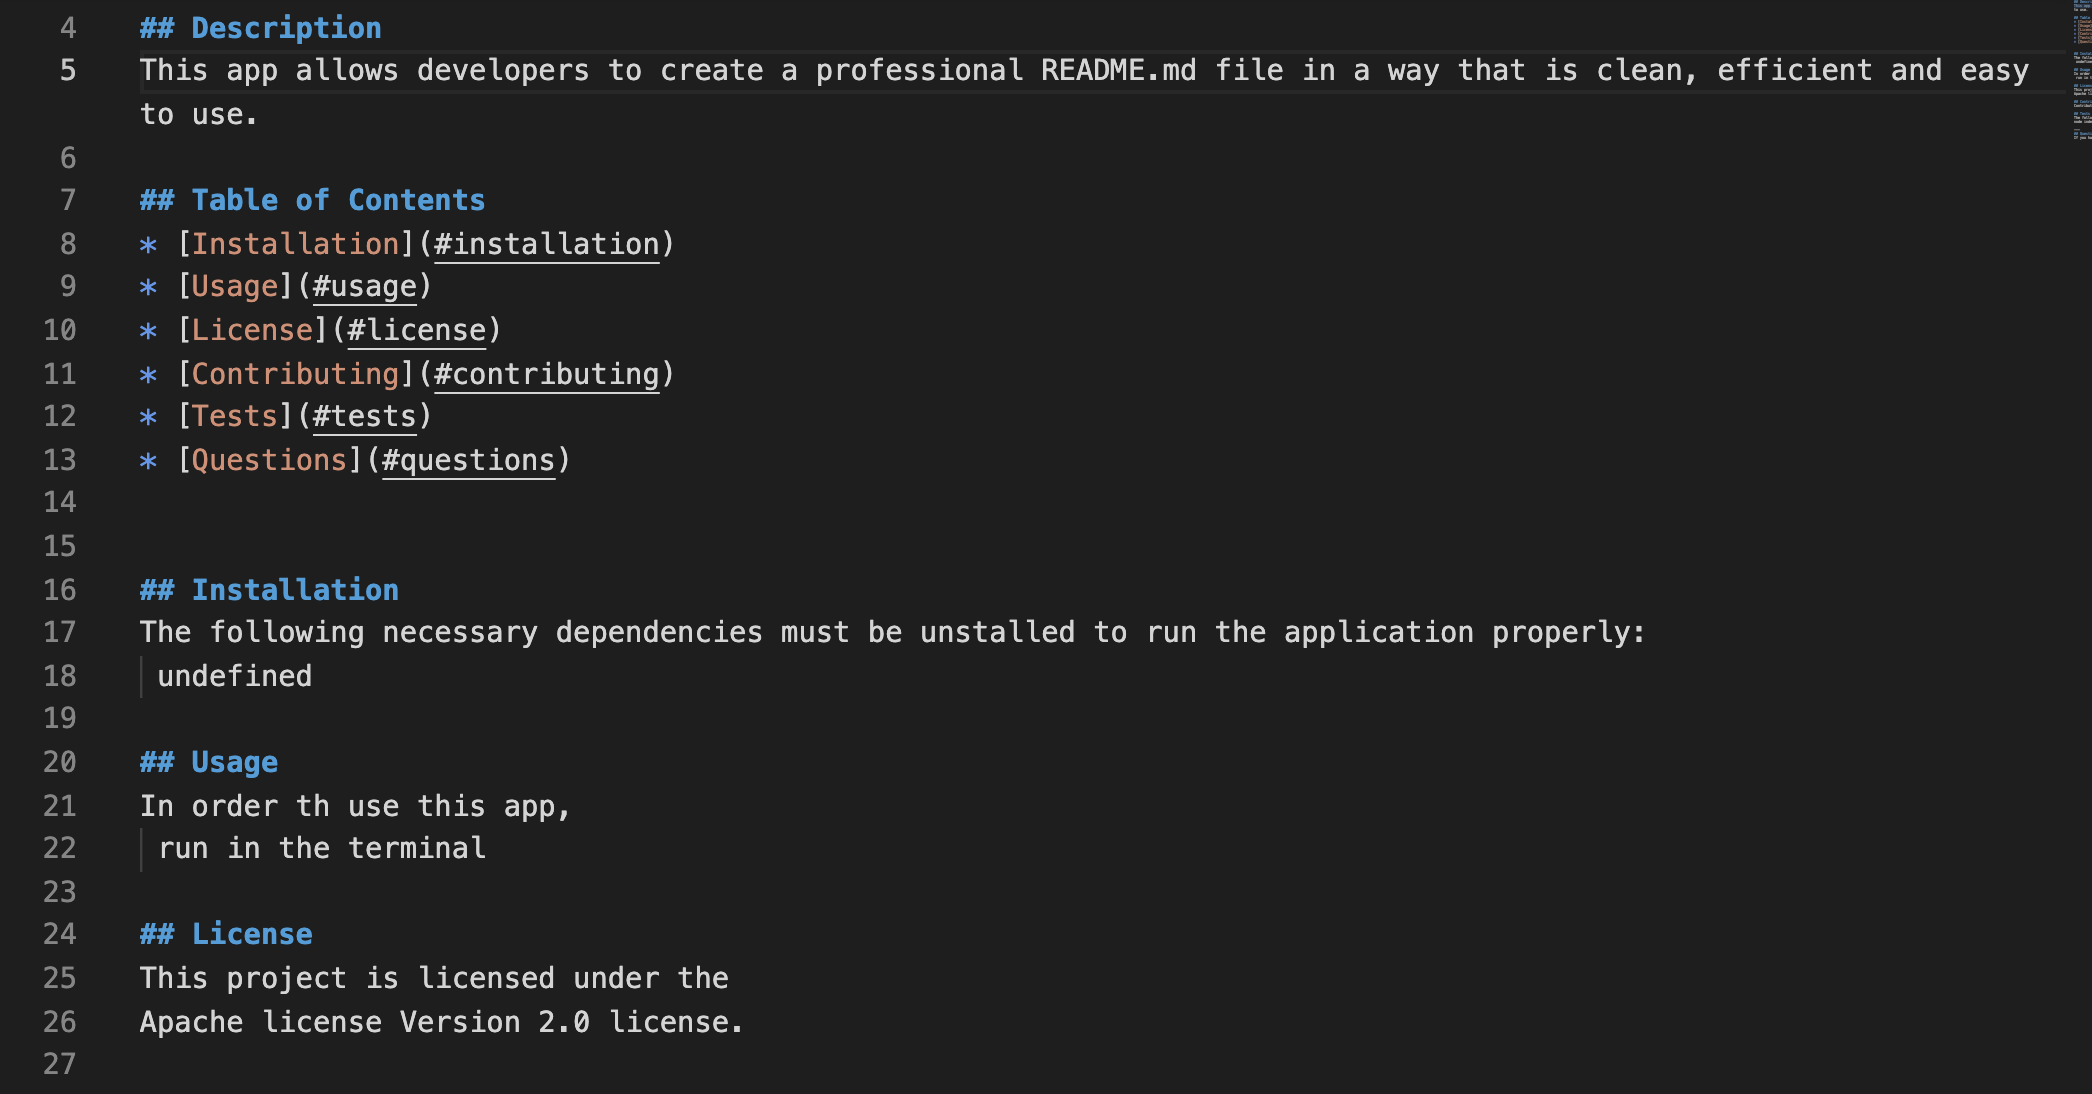 4 ## Description
5 This app allows developers to create a professional README.md file in a way that is clean, efficient and easy
to use.
6
7 ## Table of Contents
8 * [Installation](#installation)
9 * [Usage](#usage)
10 * [License](#license)
11 * [Contributing](#contributing)
12 * [Tests](#tests)
13 * [Questions](#questions)
14
15
16 ## Installation
17 The following necessary dependencies must be unstalled to run the application properly:
18 undefined
19
20 ## Usage
21 In order th use this app,
22 run in the terminal
23
24 ## License
25 This project is licensed under the
26 Apache license Version 2.0 license.
27